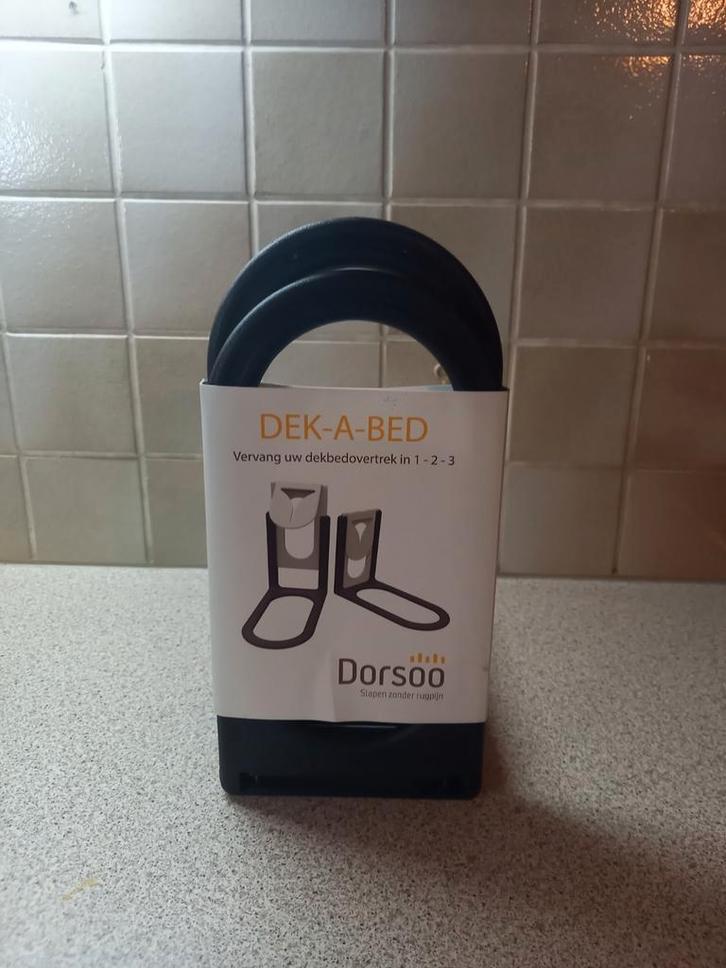 DEK-A-BED
Vervang uw dekbedovertrek in 1 - 2 - 3
Dorsoo
Slapen zonder rugpijn